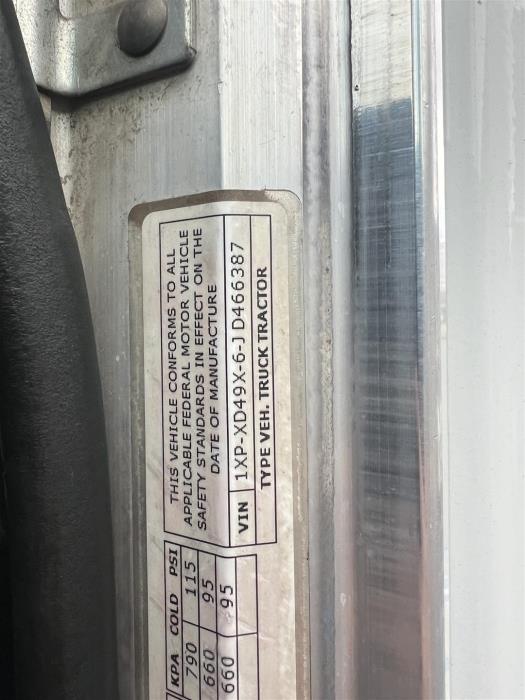 THIS VEHICLE CONFORMS TO ALL
APPLICABLE FEDERAL MOTOR VEHICLE
SAFETY STANDARDS IN EFFECT ON THE
DATE OF MANUFACTURE
VIN 1XP-XD49X-6-JD466387
TYPE VEH. TRUCK TRACTOR
KPA COLD PSI
790 115
660 95
660 95